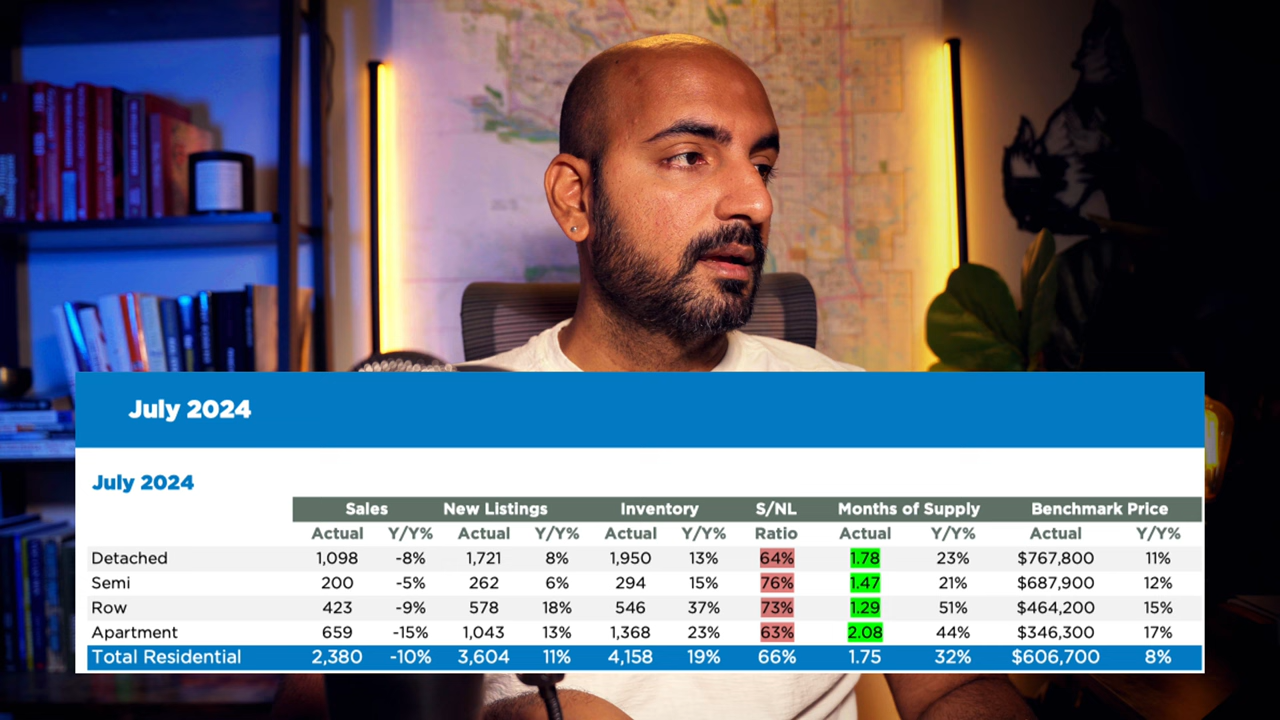 July 2024
July 2024
Sales New Listings Inventory S/NL Months of Supply Benchmark Price
Actual Y/Y% Actual Y/Y% Actual Y/Y% Ratio Actual Y/Y% Actual Y/Y%
Detached 1,098 -8% 1,721 8% 1,950 13% 64% 1.78 23% $767,800 11%
Semi 200 -5% 262 6% 294 15% 76% 1.47 21% $687,900 12%
Row 423 -9% 578 18% 546 37% 73% 1.29 51% $464,200 15%
Apartment 659 -15% 1,043 13% 1,368 23% 63% 2.08 44% $346,300 17%
Total Residential 2,380 -10% 3,604 11% 4,158 19% 66% 1.75 32% $606,700 8%